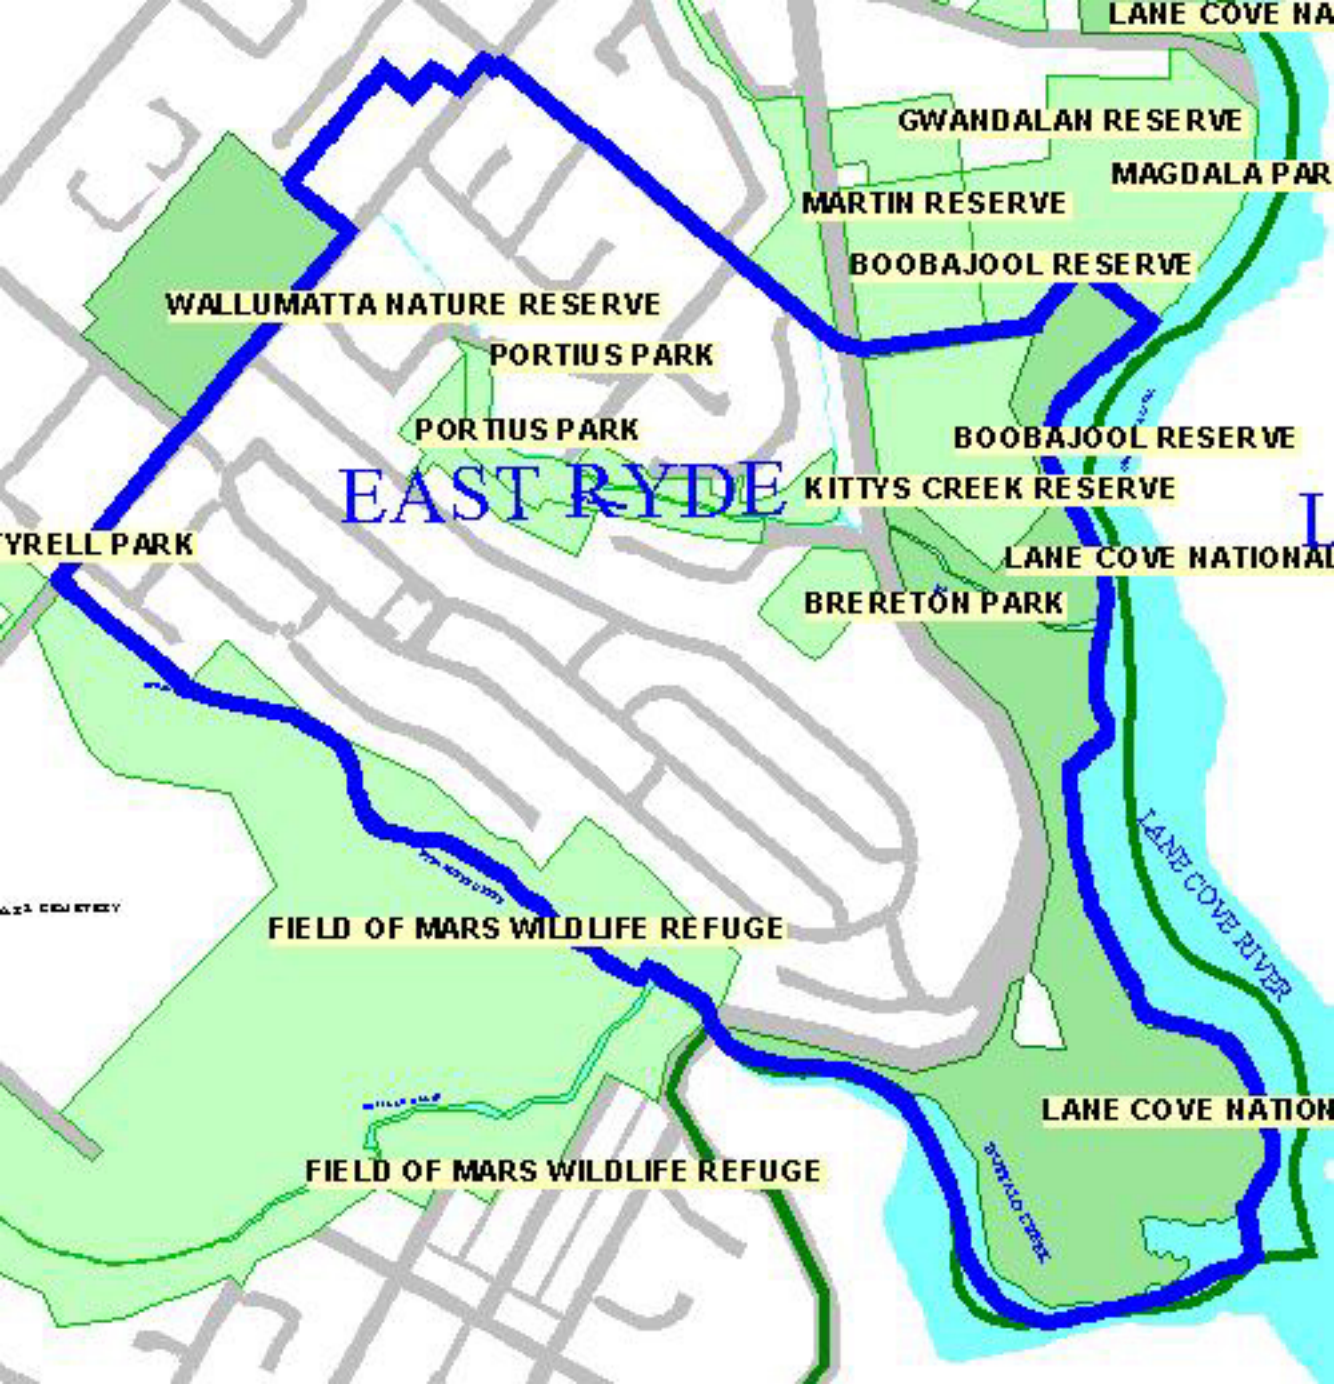 LANE COVE NA
GWANDALAN RESERVE
MAGDALA PAR
MARTIN RESERVE
BOOBAJOOL RESERVE
WALLUMATTA NATURE RESERVE
PORTIUS PARK
PORTIUS PARK
BOOBAJOOL RESERVE
EAST RYDE
KITTYS CREEK RESERVE
L
TYRELL PARK
LANE COVE NATIONAL
BRERETON PARK
LANE COVE RIVER
CEMETERY
FIELD OF MARS WILDLIFE REFUGE
LANE COVE NATION
BUFFALO CREEK
FIELD OF MARS WILDLIFE REFUGE